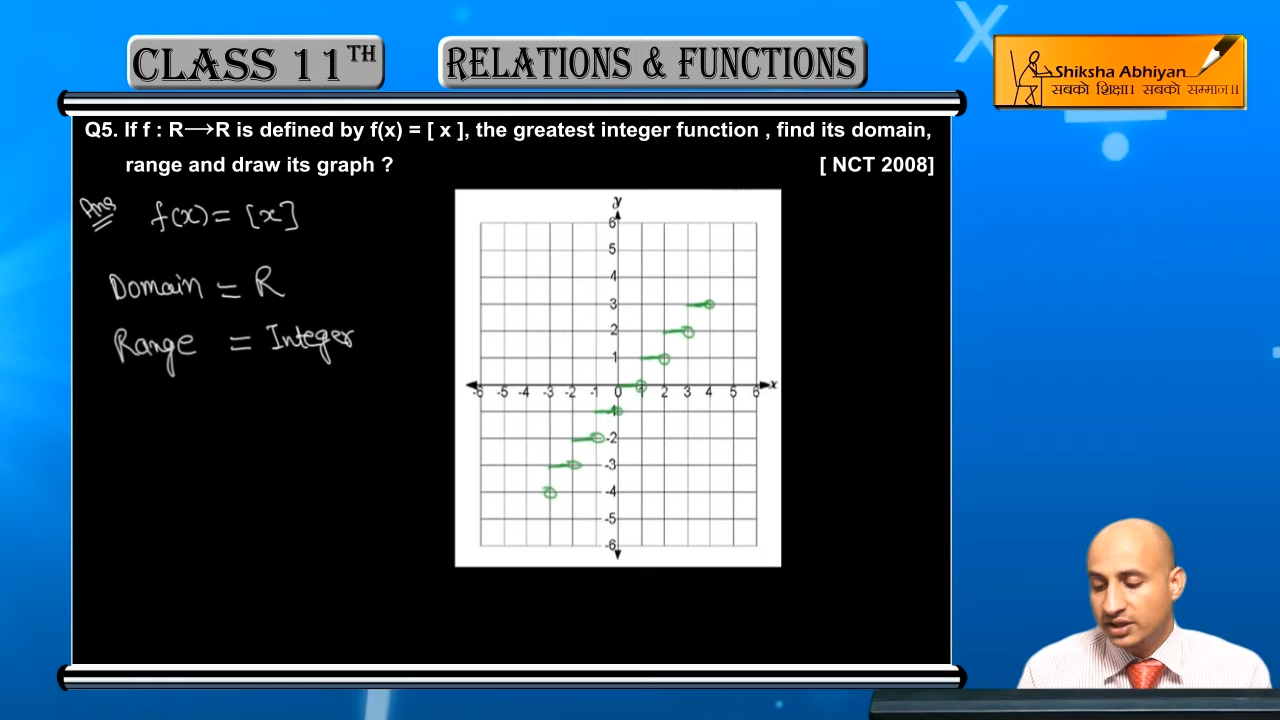 CLASS 11TH
RELATIONS & FUNCTIONS
Shiksha Abhiyan
सबको शिक्षा। सबको सम्मान।।
Q5. If f : R⟶R is defined by f(x) = [ x ], the greatest integer function , find its domain,
range and draw its graph ? [ NCT 2008]
Ans f(x) = [x]
Domain = R
Range = Integer
y
6
5
4
3
2
1
-6 -5 -4 -3 -2 -1 0 1 2 3 4 5 6 x
-1
-2
-3
-4
-5
-6